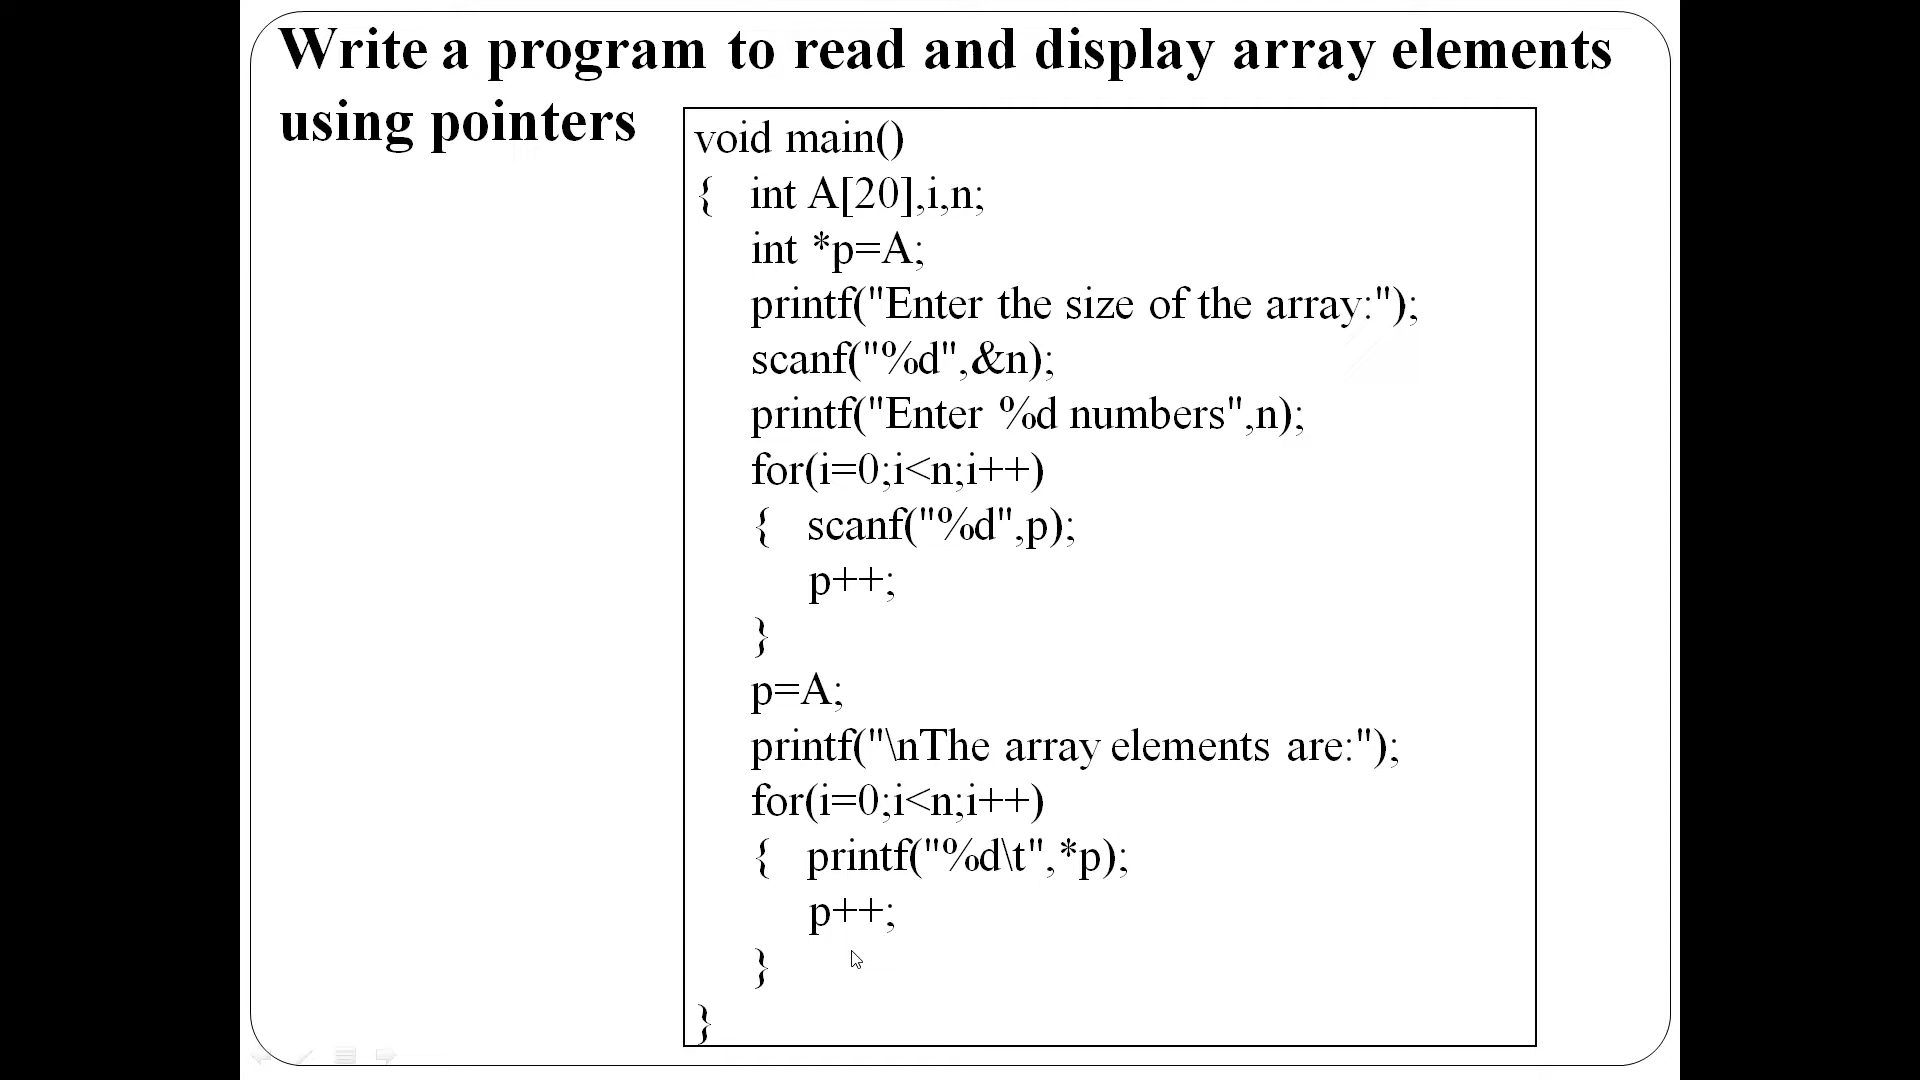 Write a program to read and display array elements
using pointers
void main()
{ int A[20],i,n;
int *p=A;
printf("Enter the size of the array:");
scanf("%d",&n);
printf("Enter %d numbers",n);
for(i=0;i<n;i++)
{ scanf("%d",p);
p++;
}
p=A;
printf("\nThe array elements are:");
for(i=0;i<n;i++)
{ printf("%d\t",*p);
p++;
}
}